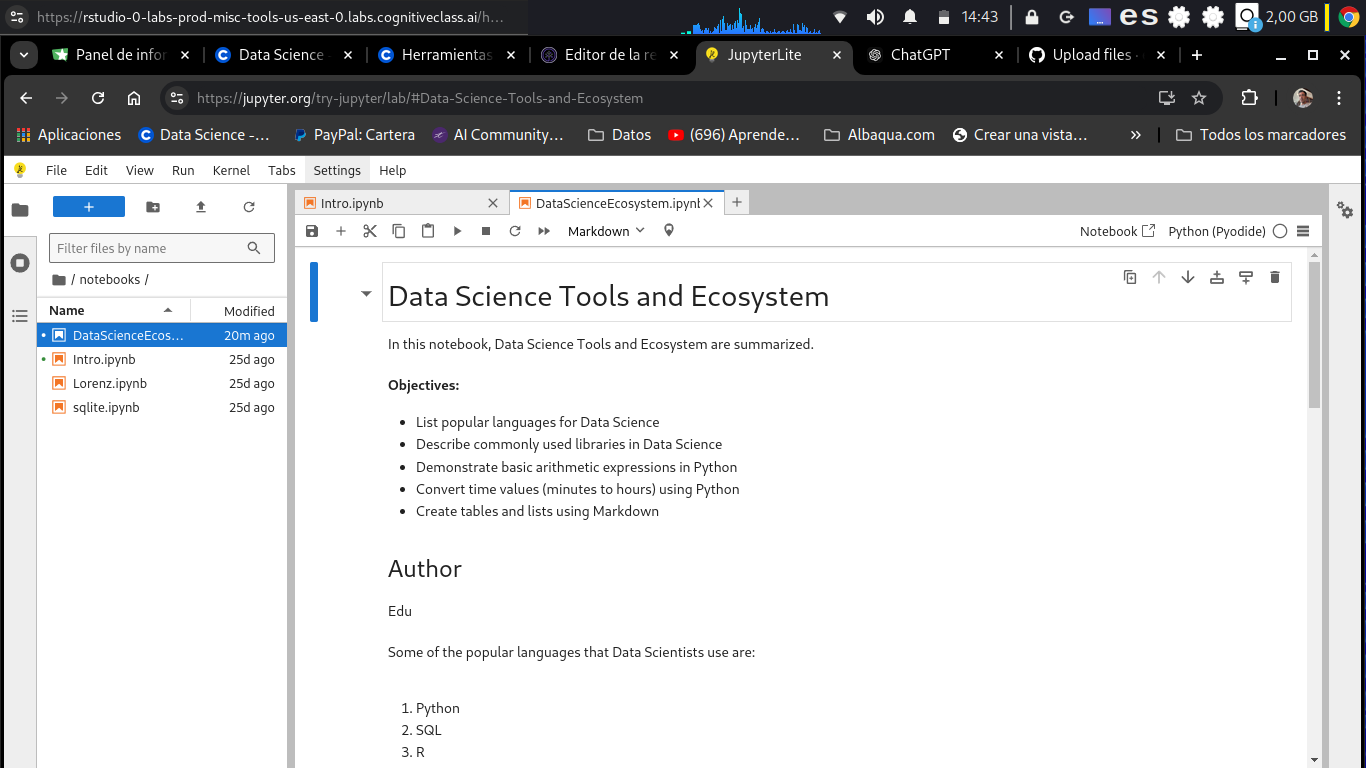 https://rstudio-0-labs-prod-misc-tools-us-east-0.labs.cognitiveclass.ai/h…
14:43
es
2,00 GB
Panel de infor
Data Science -
Herramientas
Editor de la re
JupyterLite
ChatGPT
Upload files ·
https://jupyter.org/try-jupyter/lab/#Data-Science-Tools-and-Ecosystem
Aplicaciones
Data Science -…
PayPal: Cartera
AI Community…
Datos
(696) Aprende…
Albaqua.com
Crear una vista…
»
Todos los marcadores
File Edit View Run Kernel Tabs Settings Help
Intro.ipynb
DataScienceEcosystem.ipynb
Filter files by name
Markdown
Notebook
Python (Pyodide)
/ notebooks /
Name Modified
DataScienceEcos… 20m ago
Intro.ipynb 25d ago
Lorenz.ipynb 25d ago
sqlite.ipynb 25d ago
Data Science Tools and Ecosystem
In this notebook, Data Science Tools and Ecosystem are summarized.
Objectives:
• List popular languages for Data Science
• Describe commonly used libraries in Data Science
• Demonstrate basic arithmetic expressions in Python
• Convert time values (minutes to hours) using Python
• Create tables and lists using Markdown
Author
Edu
Some of the popular languages that Data Scientists use are:
1. Python
2. SQL
3. R